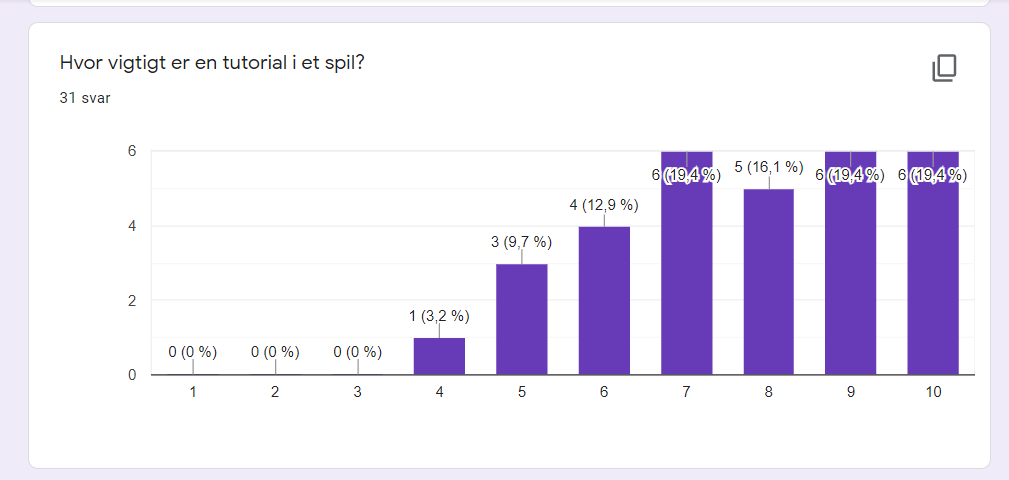 Hvor vigtigt er en tutorial i et spil?
31 svar
6
4
2
0
0 (0 %)
0 (0 %)
0 (0 %)
1 (3,2 %)
3 (9,7 %)
4 (12,9 %)
6 (19,4 %)
5 (16,1 %)
6 (19,4 %)
6 (19,4 %)
1 2 3 4 5 6 7 8 9 10